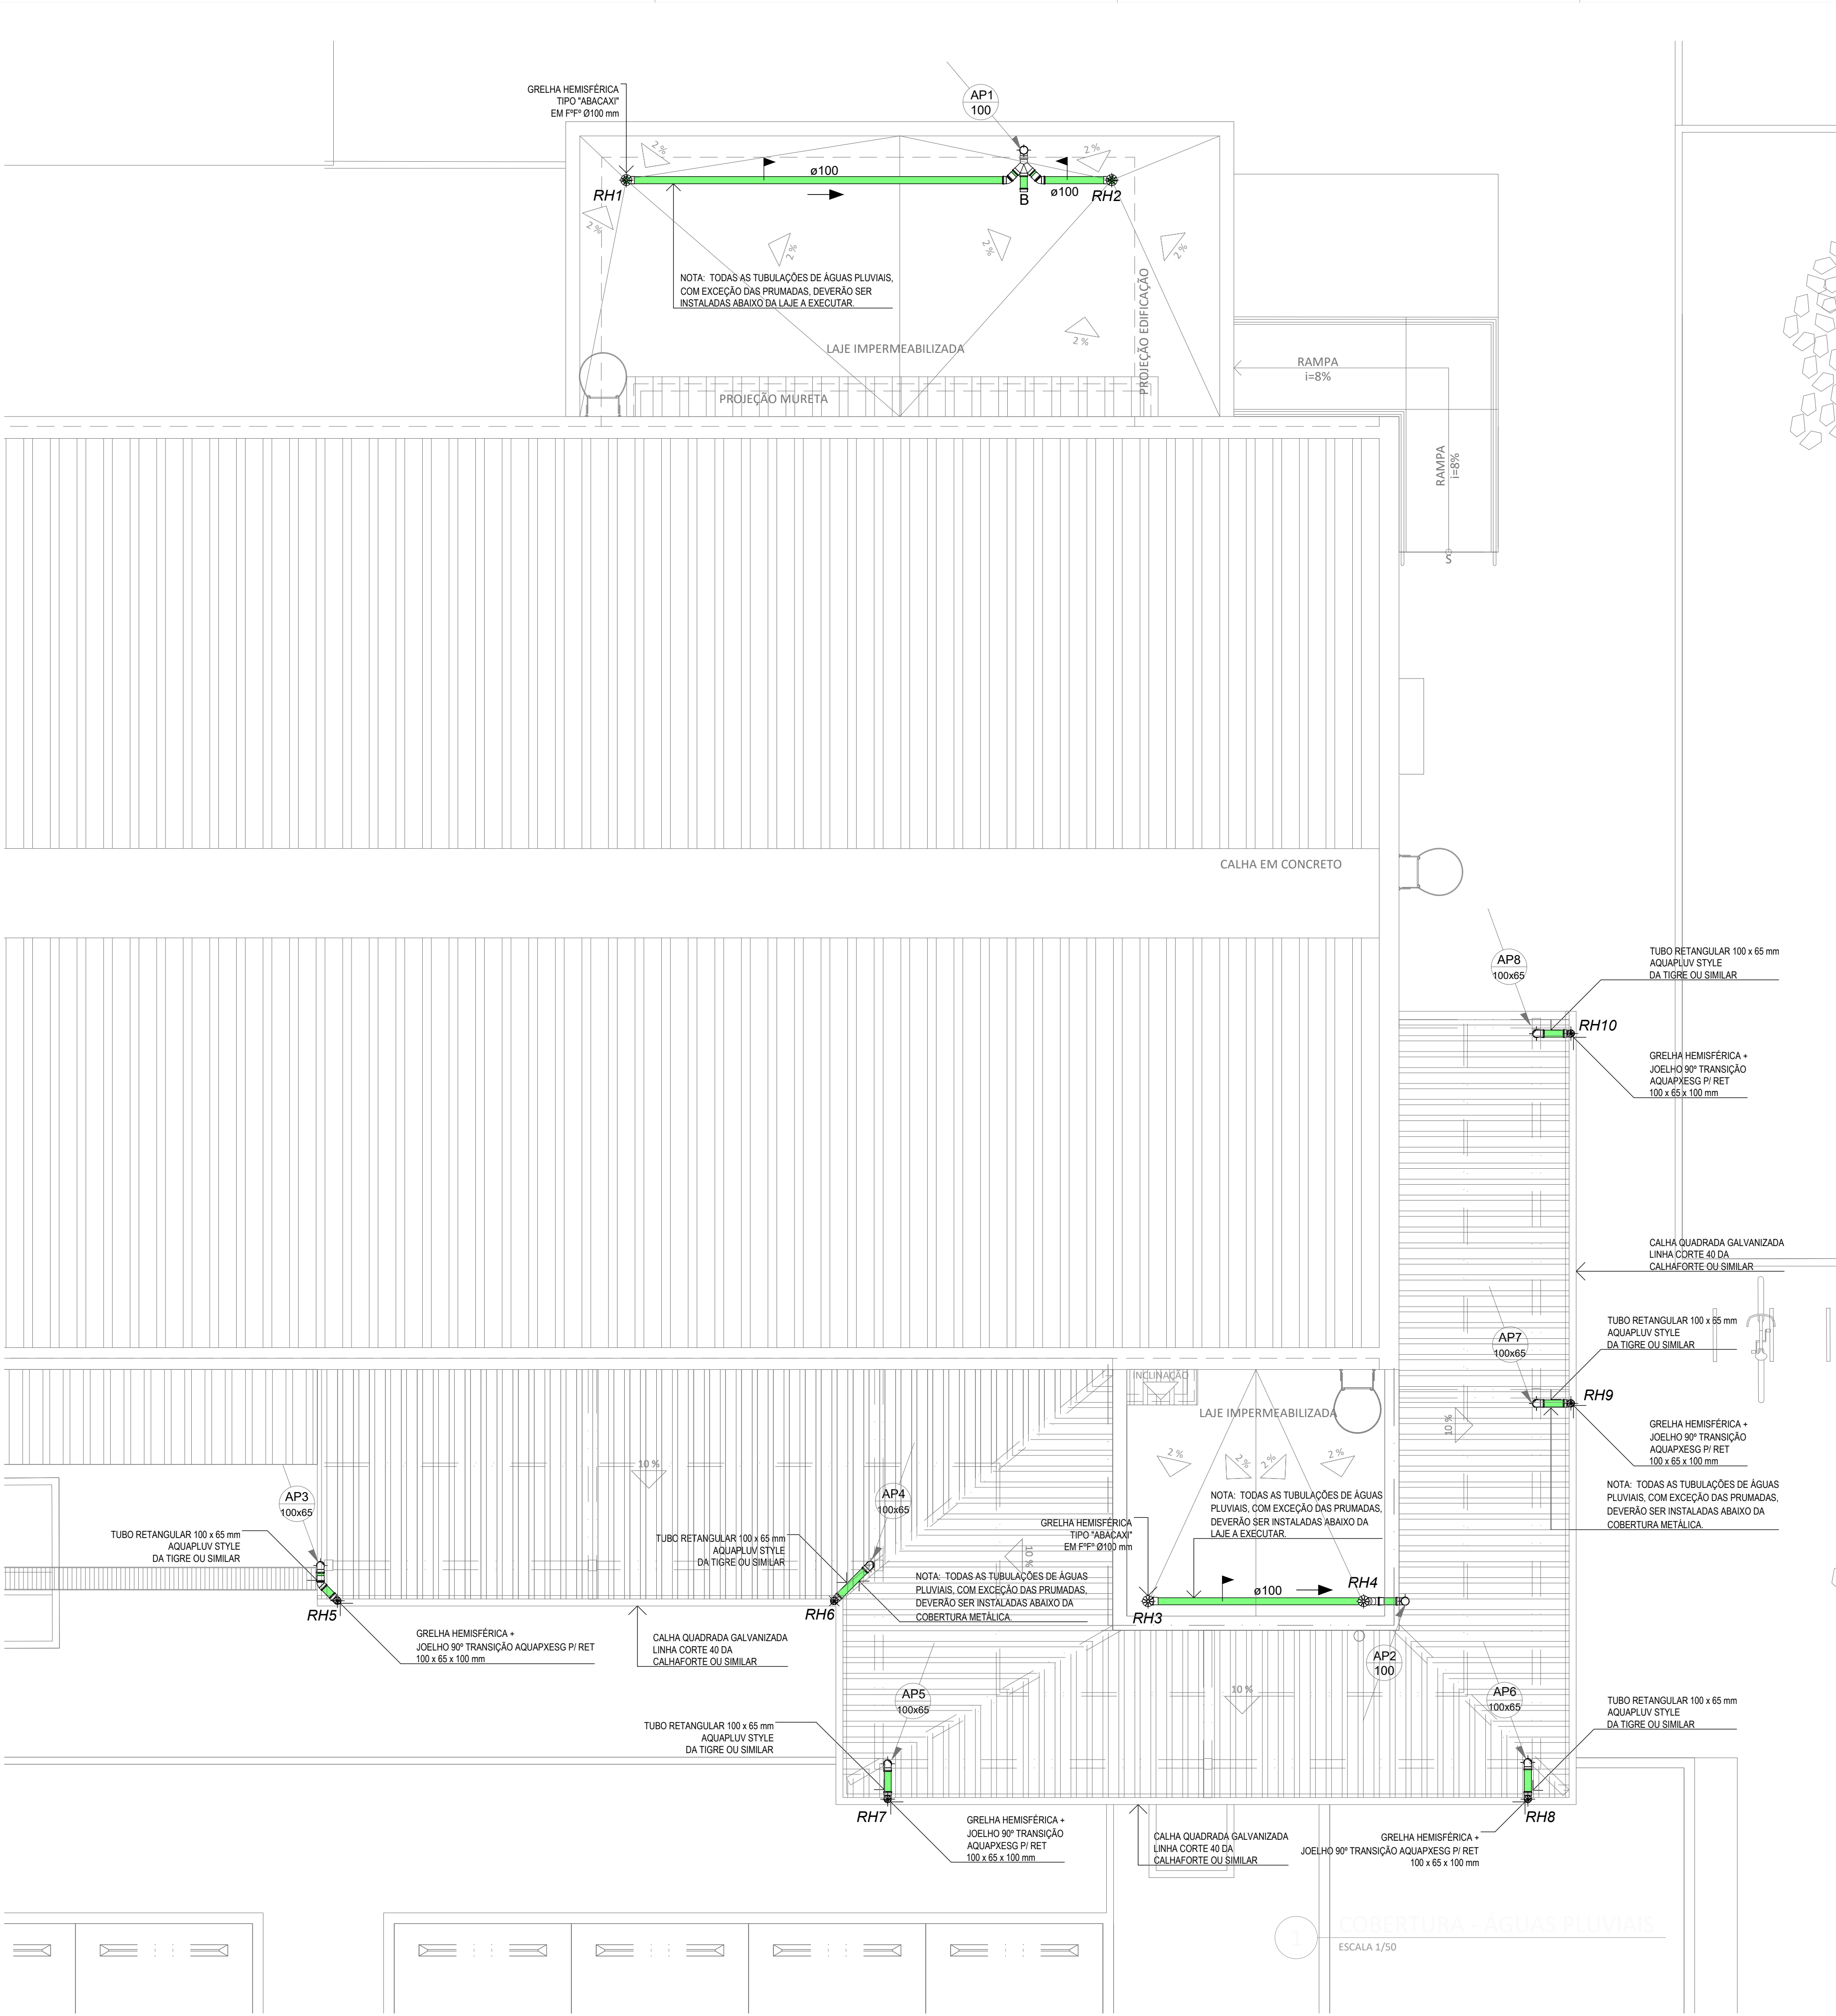 GRELHA HEMISFÉRICA
TIPO "ABACAXI"
EM FºFº Ø100 mm
AP1
100
2 %
2 %
ø100
RH1
B
ø100
RH2
2 %
2 %
2 %
2 %
NOTA: TODAS AS TUBULAÇÕES DE ÁGUAS PLUVIAIS,
COM EXCEÇÃO DAS PRUMADAS, DEVERÃO SER
INSTALADAS ABAIXO DA LAJE A EXECUTAR.
PROJEÇÃO EDIFICAÇÃO
2 %
LAJE IMPERMEABILIZADA
RAMPA
i=8%
PROJEÇÃO MURETA
RAMPA
i=8%
S
CALHA EM CONCRETO
AP8
100x65
TUBO RETANGULAR 100 x 65 mm
AQUAPLUV STYLE
DA TIGRE OU SIMILAR
RH10
GRELHA HEMISFÉRICA +
JOELHO 90º TRANSIÇÃO
AQUAPXESG P/ RET
100 x 65 x 100 mm
CALHA QUADRADA GALVANIZADA
LINHA CORTE 40 DA
CALHAFORTE OU SIMILAR
AP7
100x65
TUBO RETANGULAR 100 x 65 mm
AQUAPLUV STYLE
DA TIGRE OU SIMILAR
RH9
GRELHA HEMISFÉRICA +
JOELHO 90º TRANSIÇÃO
AQUAPXESG P/ RET
100 x 65 x 100 mm
10 %
NOTA: TODAS AS TUBULAÇÕES DE ÁGUAS
PLUVIAIS, COM EXCEÇÃO DAS PRUMADAS,
DEVERÃO SER INSTALADAS ABAIXO DA
COBERTURA METÁLICA.
INCLINAÇÃO
LAJE IMPERMEABILIZADA
2 %
2 %
2 %
2 %
NOTA: TODAS AS TUBULAÇÕES DE ÁGUAS
PLUVIAIS, COM EXCEÇÃO DAS PRUMADAS,
DEVERÃO SER INSTALADAS ABAIXO DA
LAJE A EXECUTAR.
GRELHA HEMISFÉRICA
TIPO "ABACAXI"
EM FºFº Ø100 mm
10 %
AP3
100x65
AP4
100x65
TUBO RETANGULAR 100 x 65 mm
AQUAPLUV STYLE
DA TIGRE OU SIMILAR
TUBO RETANGULAR 100 x 65 mm
AQUAPLUV STYLE
DA TIGRE OU SIMILAR
10 %
NOTA: TODAS AS TUBULAÇÕES DE ÁGUAS
PLUVIAIS, COM EXCEÇÃO DAS PRUMADAS,
DEVERÃO SER INSTALADAS ABAIXO DA
COBERTURA METÁLICA.
ø100
RH4
RH3
RH5
RH6
GRELHA HEMISFÉRICA +
JOELHO 90º TRANSIÇÃO AQUAPXESG P/ RET
100 x 65 x 100 mm
CALHA QUADRADA GALVANIZADA
LINHA CORTE 40 DA
CALHAFORTE OU SIMILAR
AP2
100
10 %
AP5
100x65
AP6
100x65
TUBO RETANGULAR 100 x 65 mm
AQUAPLUV STYLE
DA TIGRE OU SIMILAR
TUBO RETANGULAR 100 x 65 mm
AQUAPLUV STYLE
DA TIGRE OU SIMILAR
RH7
RH8
GRELHA HEMISFÉRICA +
JOELHO 90º TRANSIÇÃO
AQUAPXESG P/ RET
100 x 65 x 100 mm
CALHA QUADRADA GALVANIZADA
LINHA CORTE 40 DA
CALHAFORTE OU SIMILAR
GRELHA HEMISFÉRICA +
JOELHO 90º TRANSIÇÃO AQUAPXESG P/ RET
100 x 65 x 100 mm
1
COBERTURA - ÁGUAS PLUVIAIS
ESCALA 1/50